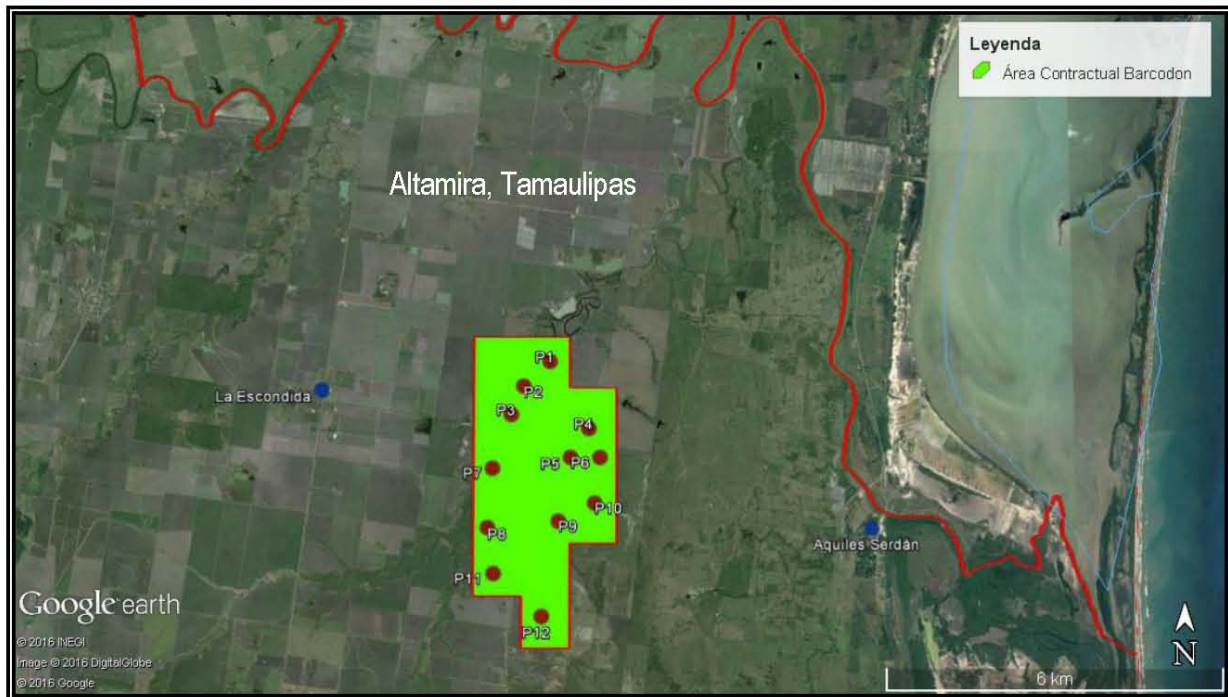 Leyenda
Área Contractual Barcodon
Altamira, Tamaulipas
P1
P2
La Escondida
P3
P4
P5
P6
P7
P10
P9
P8
Aquiles Serdán
P11
P12
Google earth
© 2016 INEGI
Image © 2016 DigitalGlobe
© 2016 Google
N
6 km